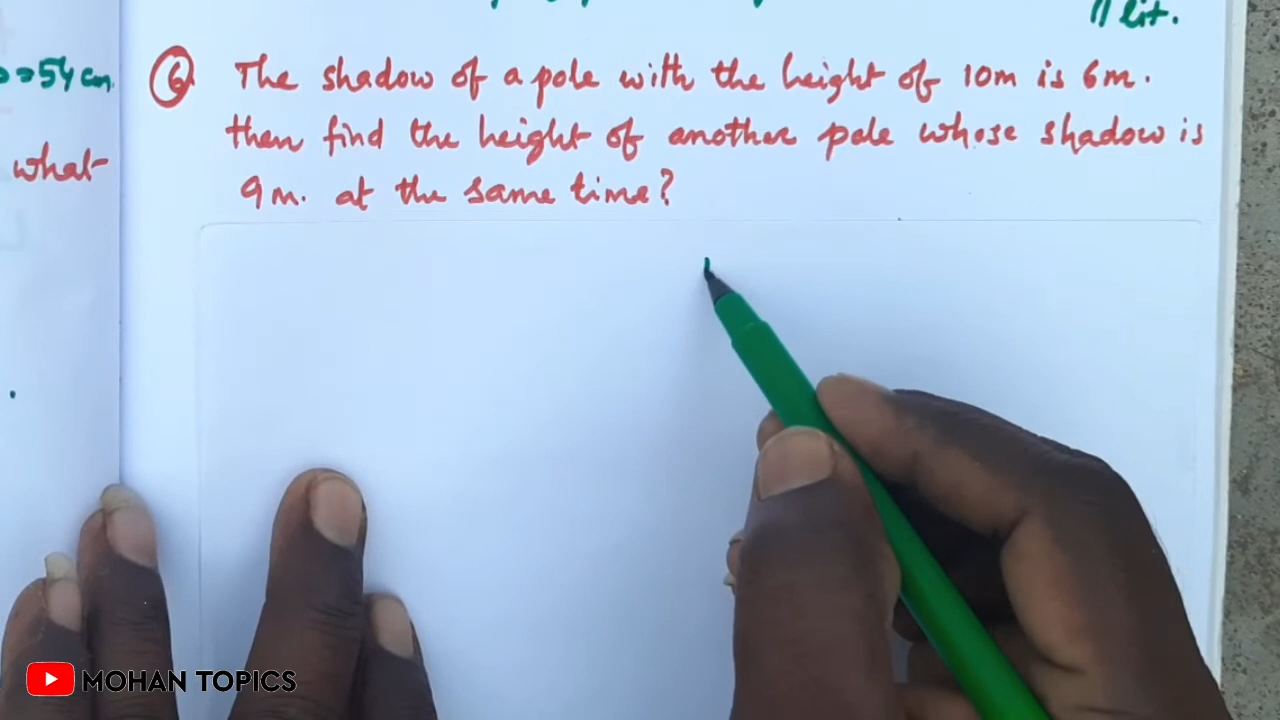 11 lit.
= 54 cm.
6 The shadow of a pole with the height of 10m is 6m.
then find the height of another pole whose shadow is
what
9m. at the same time?
MOHAN TOPICS